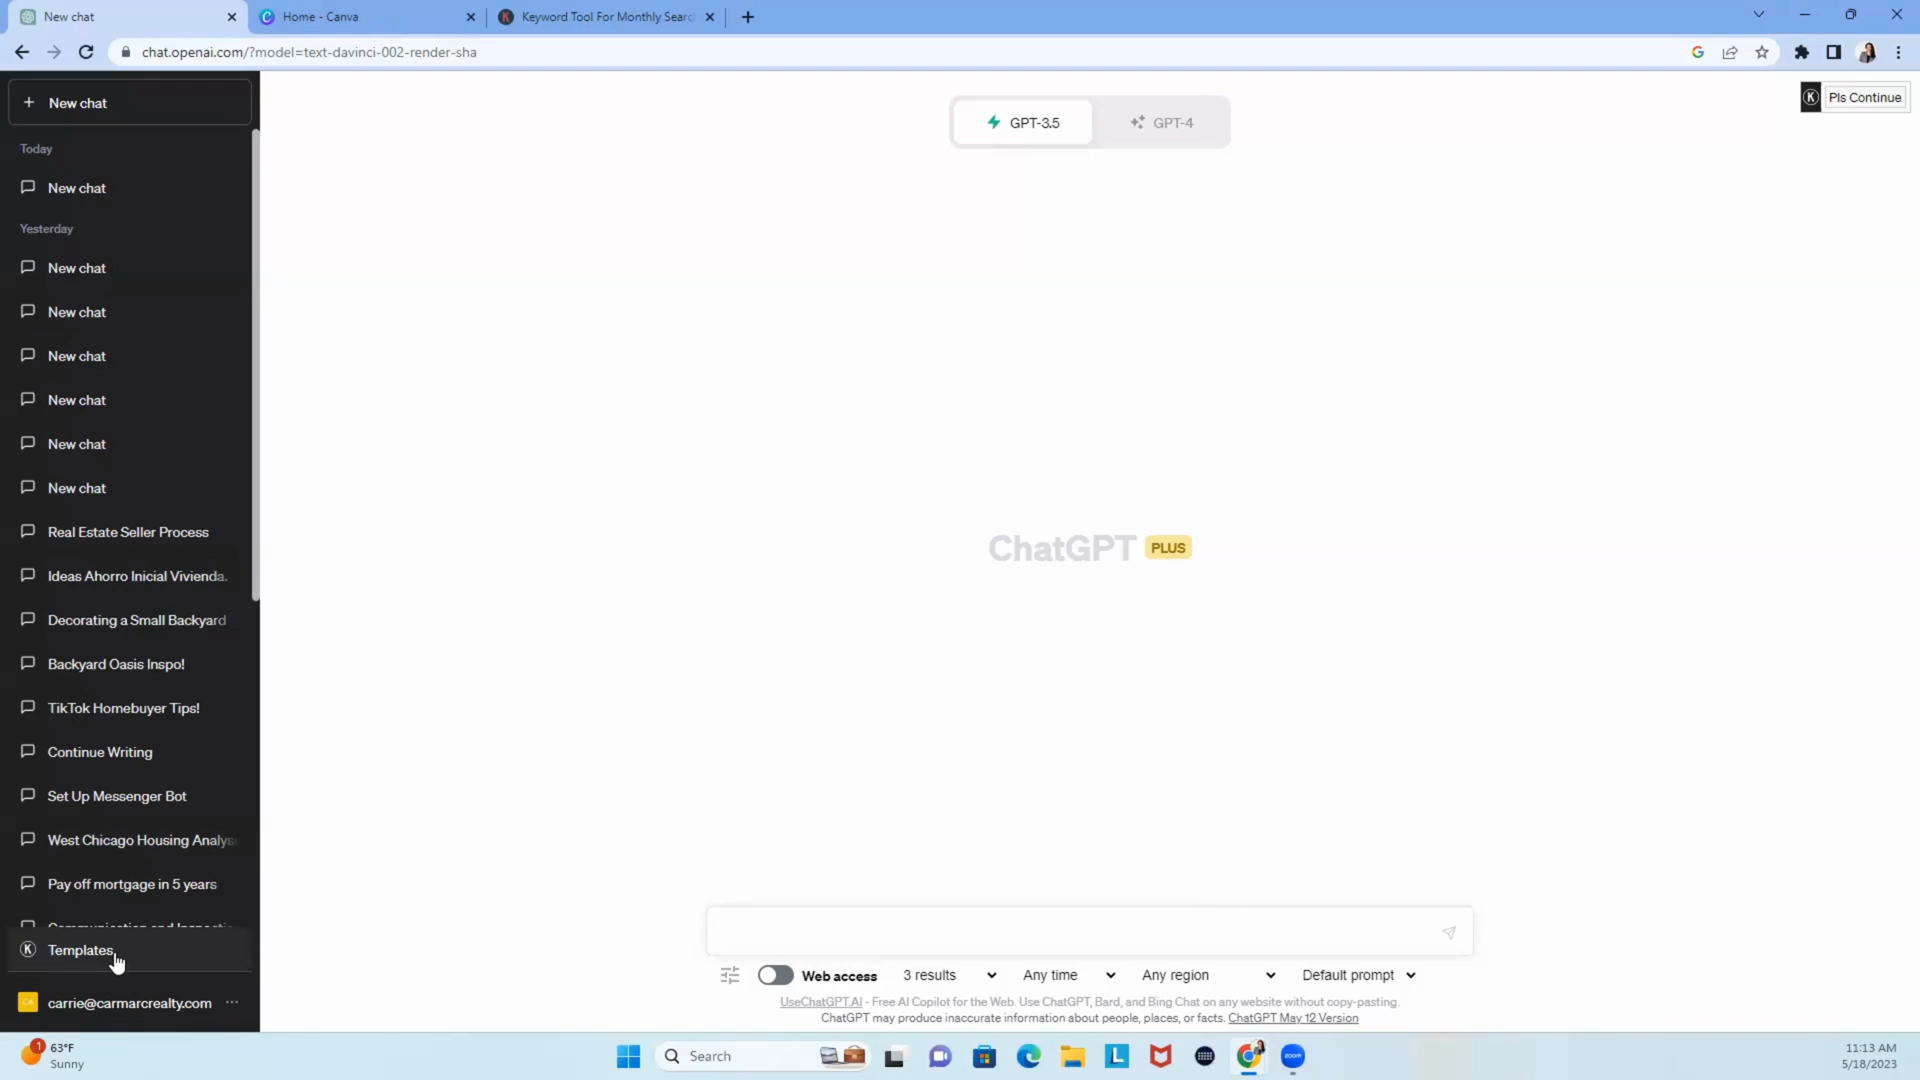 New chat
Home - Canva
Keyword Tool For Monthly Searc
chat.openai.com/?model=text-davinci-002-render-sha
New chat
GPT-3.5
GPT-4
K
Pls Continue
Today
New chat
Yesterday
New chat
New chat
New chat
New chat
New chat
New chat
Real Estate Seller Process
Ideas Ahorro Inicial Vivienda.
Decorating a Small Backyard
Backyard Oasis Inspo!
TikTok Homebuyer Tips!
Continue Writing
Set Up Messenger Bot
West Chicago Housing Analys
Pay off mortgage in 5 years
K Templates
CA carrie@carmarcrealty.com
ChatGPT PLUS
Web access
3 results
Any time
Any region
Default prompt
UseChatGPT.AI - Free AI Copilot for the Web. Use ChatGPT, Bard, and Bing Chat on any website without copy-pasting.
ChatGPT may produce inaccurate information about people, places, or facts. ChatGPT May 12 Version
1
63°F
Sunny
Search
L
zoom
11:13 AM
5/18/2023